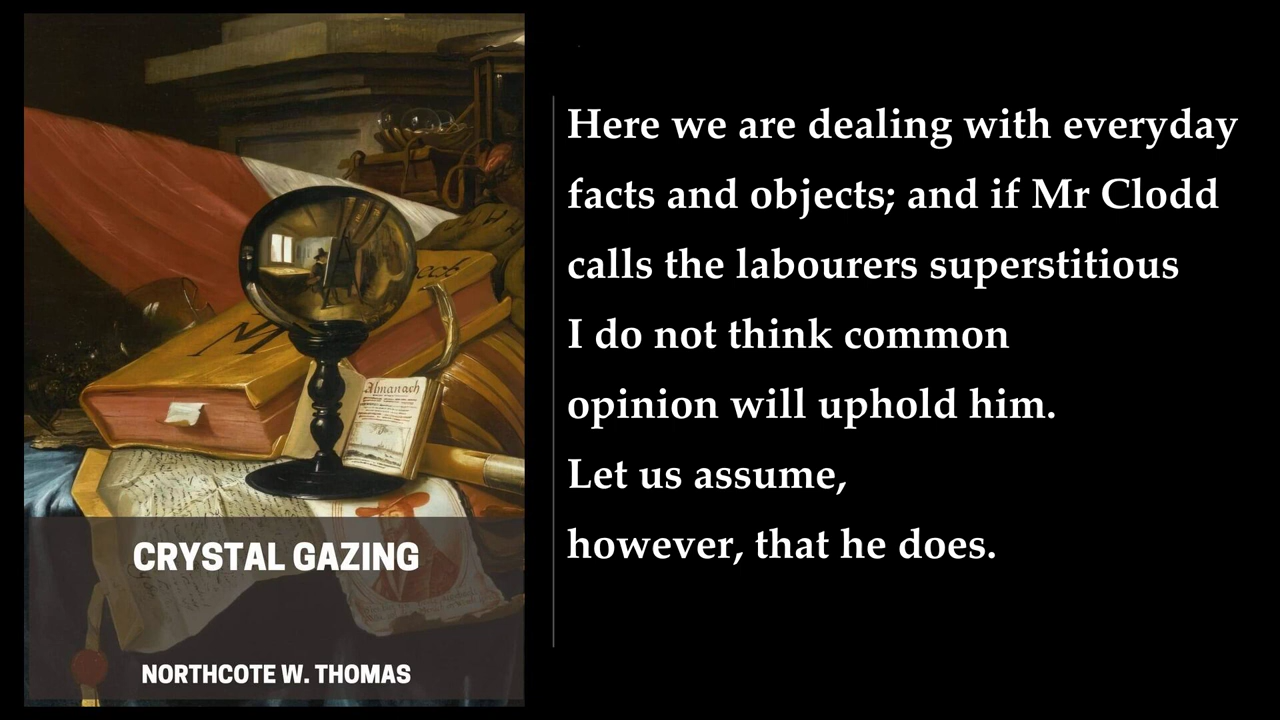 M
Almanach
CRYSTAL GAZING
NORTHCOTE W. THOMAS
Here we are dealing with everyday
facts and objects; and if Mr Clodd
calls the labourers superstitious
I do not think common
opinion will uphold him.
Let us assume,
however, that he does.